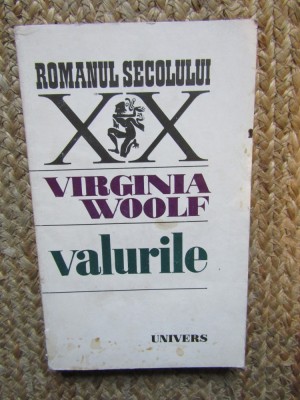 ROMANUL SECOLULUI
XX
VIRGINIA
WOOLF
valurile
UNIVERS